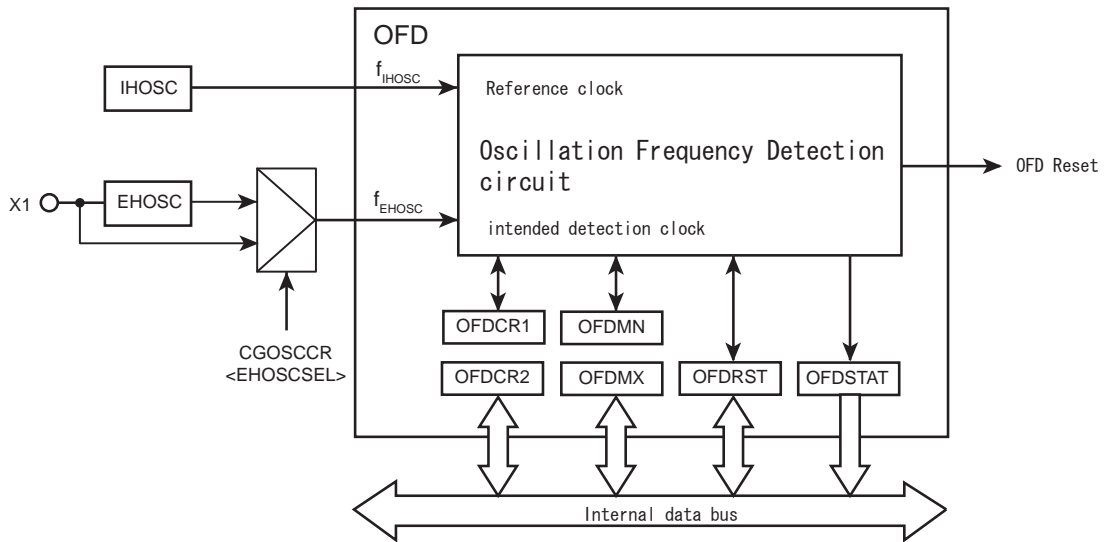 OFD
fIHOSC
IHOSC
Reference clock
Oscillation Frequency Detection
circuit
OFD Reset
X1
EHOSC
fEHOSC
intended detection clock
OFDCR1
OFDMN
CGOSCCR
<EHOSCSEL>
OFDCR2
OFDMX
OFDRST
OFDSTAT
Internal data bus